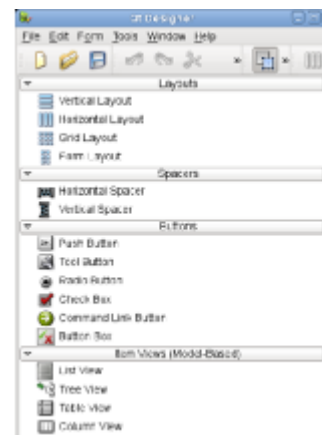 Qt Designer
File Edit Form Tools Window Help
» »
Layouts
Vertical Layout
Horizontal Layout
Grid Layout
Form Layout
Spacers
Horizontal Spacer
Vertical Spacer
Buttons
Push Button
Tool Button
Radio Button
Check Box
Command Link Button
Button Box
Item Views (Model-Based)
List View
Tree View
Table View
Column View